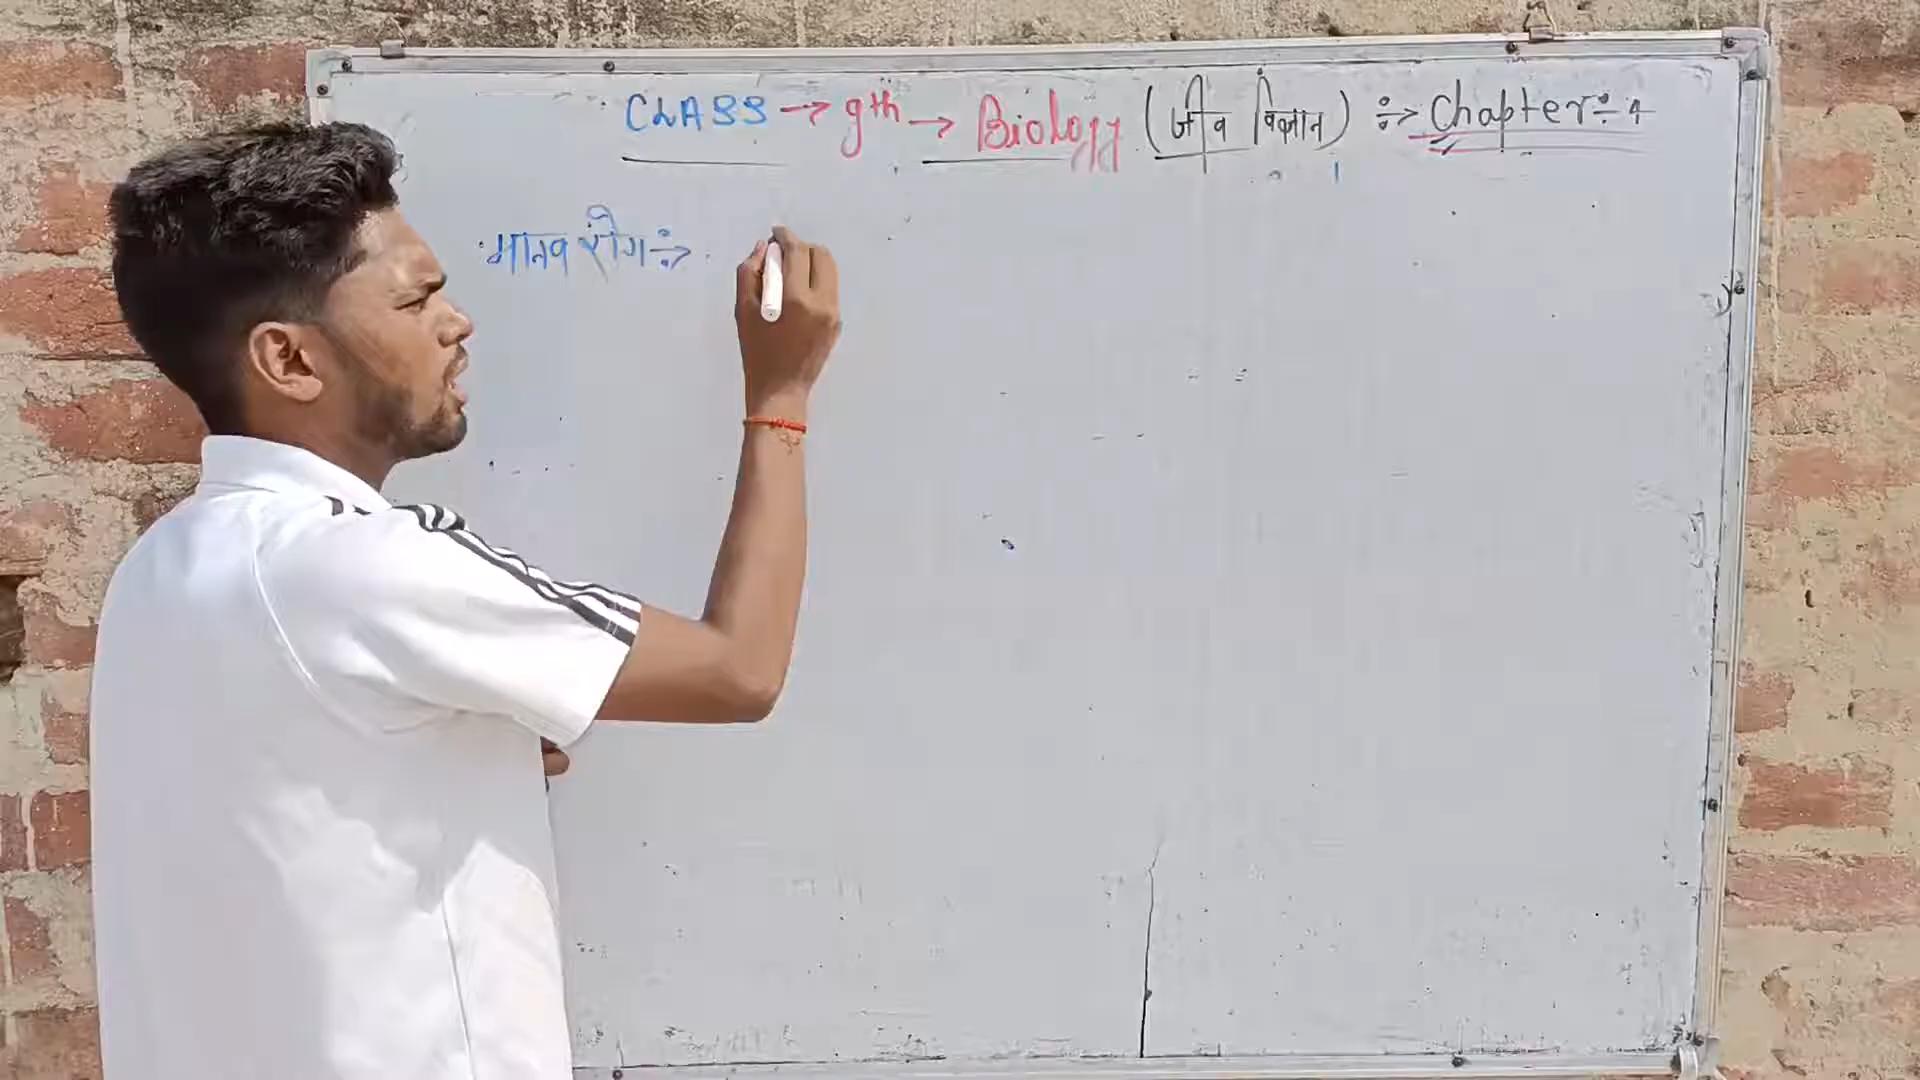 CLASS → 9th → Biology (जीव विज्ञान) ÷> Chapter ÷ 4
मानव रोग ÷>